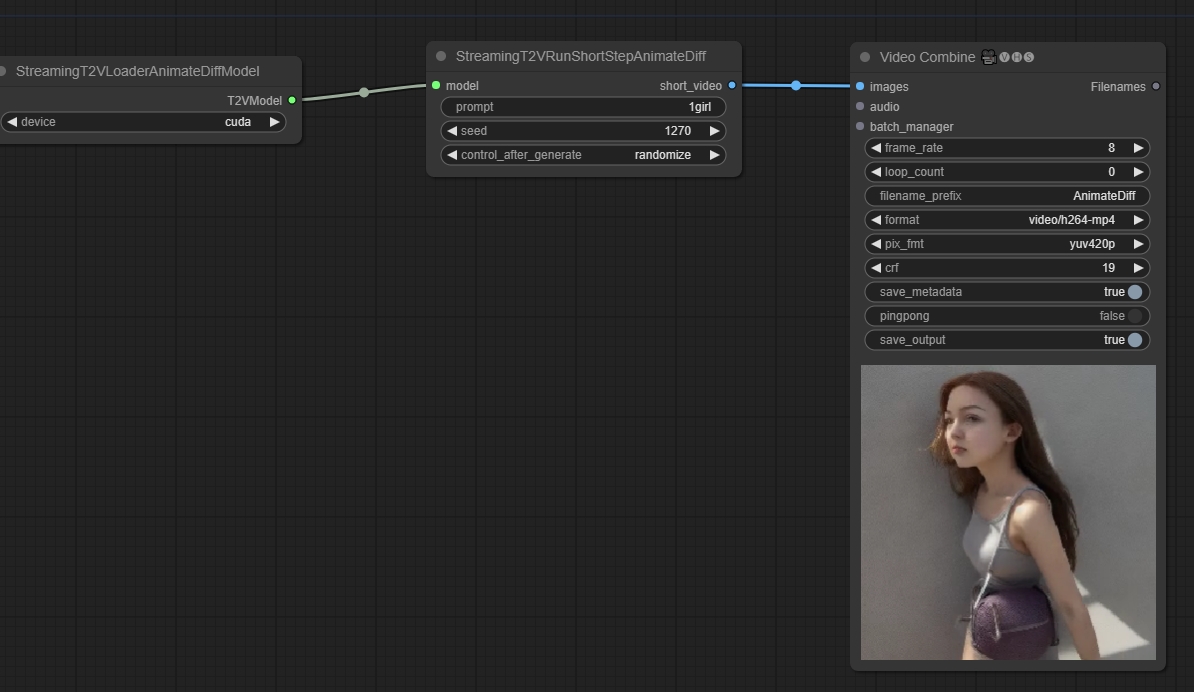 StreamingT2VLoaderAnimateDiffModel
T2VModel
device cuda
StreamingT2VRunShortStepAnimateDiff
model short_video
prompt 1girl
seed 1270
control_after_generate randomize
Video Combine 🎥🅥🅗🅢
images Filenames
audio
batch_manager
frame_rate 8
loop_count 0
filename_prefix AnimateDiff
format video/h264-mp4
pix_fmt yuv420p
crf 19
save_metadata true
pingpong false
save_output true